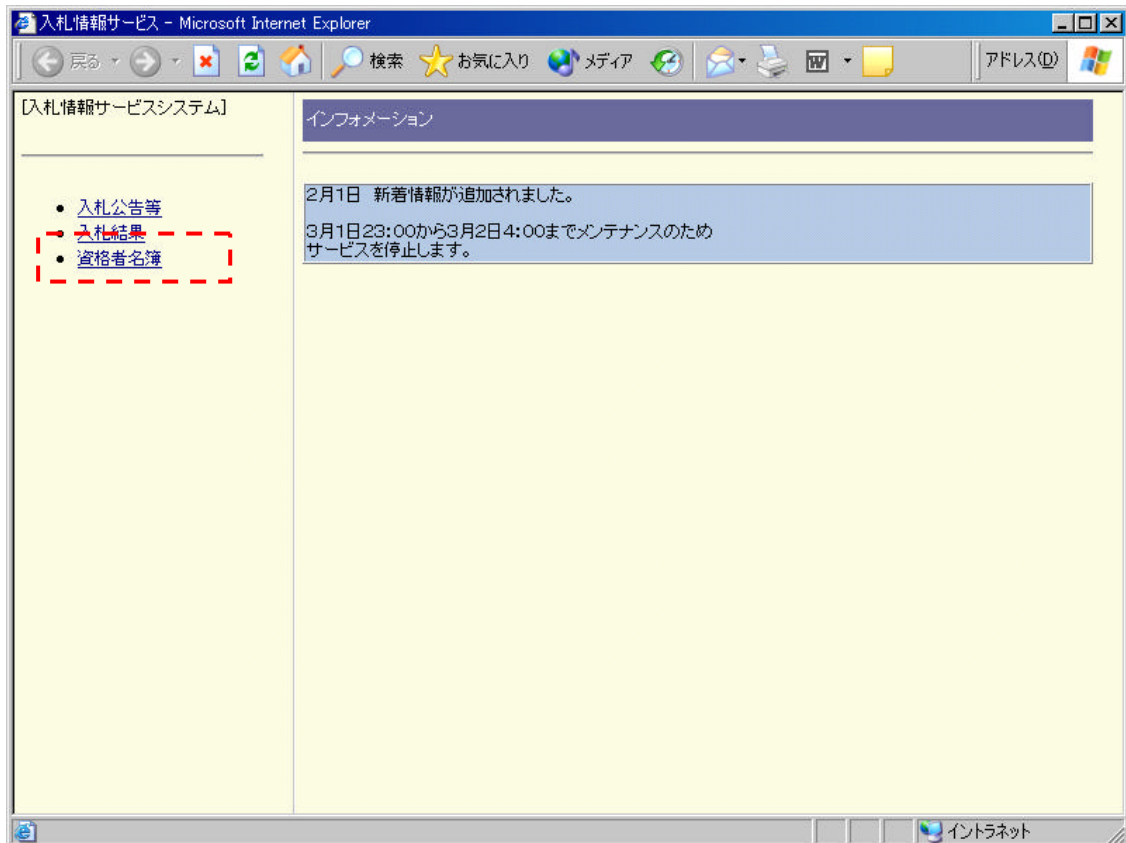 入札情報サービス - Microsoft Internet Explorer
戻る 検索 お気に入り メディア アドレス(D)
[入札情報サービスシステム]
入札公告等
入札結果
資格者名簿
インフォメーション
2月1日 新着情報が追加されました。
3月1日23:00から3月2日4:00までメンテナンスのため
サービスを停止します。
イントラネット